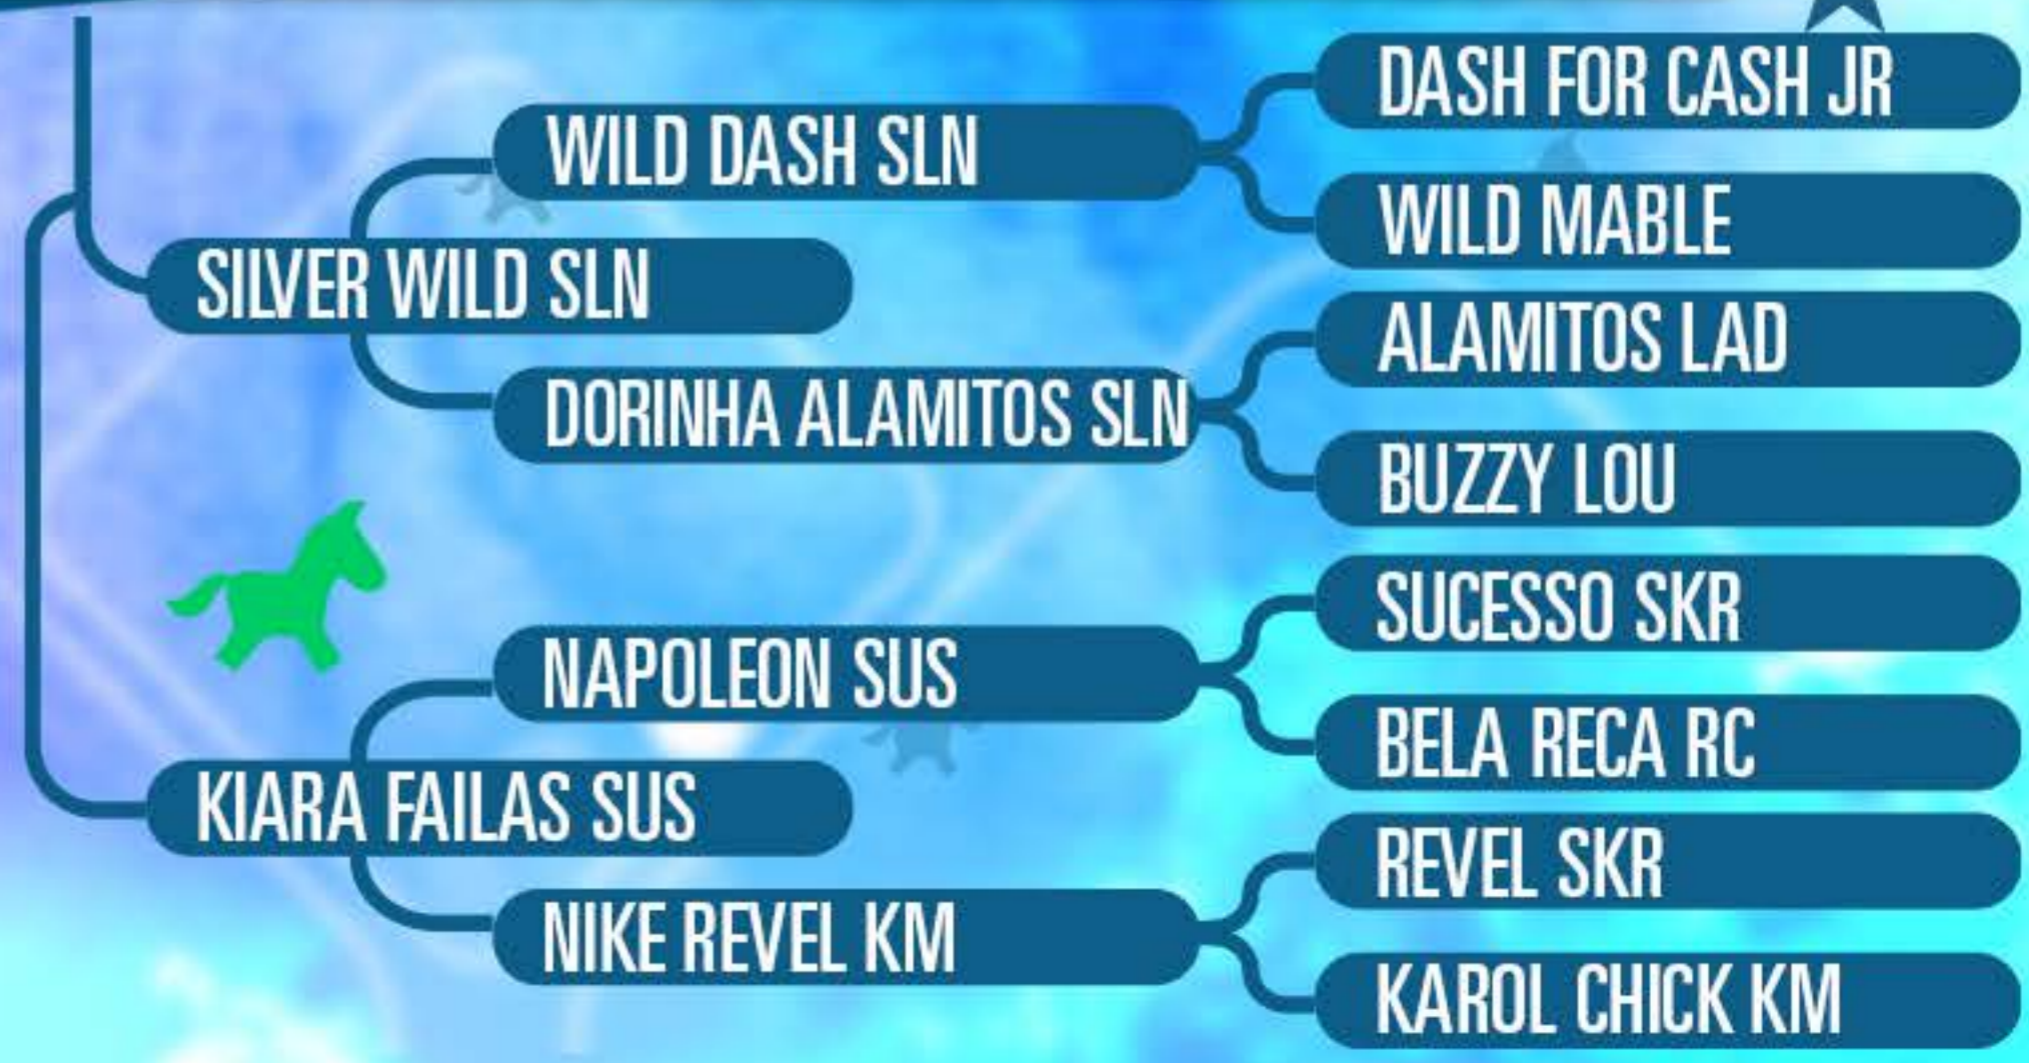 DASH FOR CASH JR
WILD DASH SLN
WILD MABLE
SILVER WILD SLN
ALAMITOS LAD
DORINHA ALAMITOS SLN
BUZZY LOU
SUCESSO SKR
NAPOLEON SUS
BELA RECA RC
KIARA FAILAS SUS
REVEL SKR
NIKE REVEL KM
KAROL CHICK KM